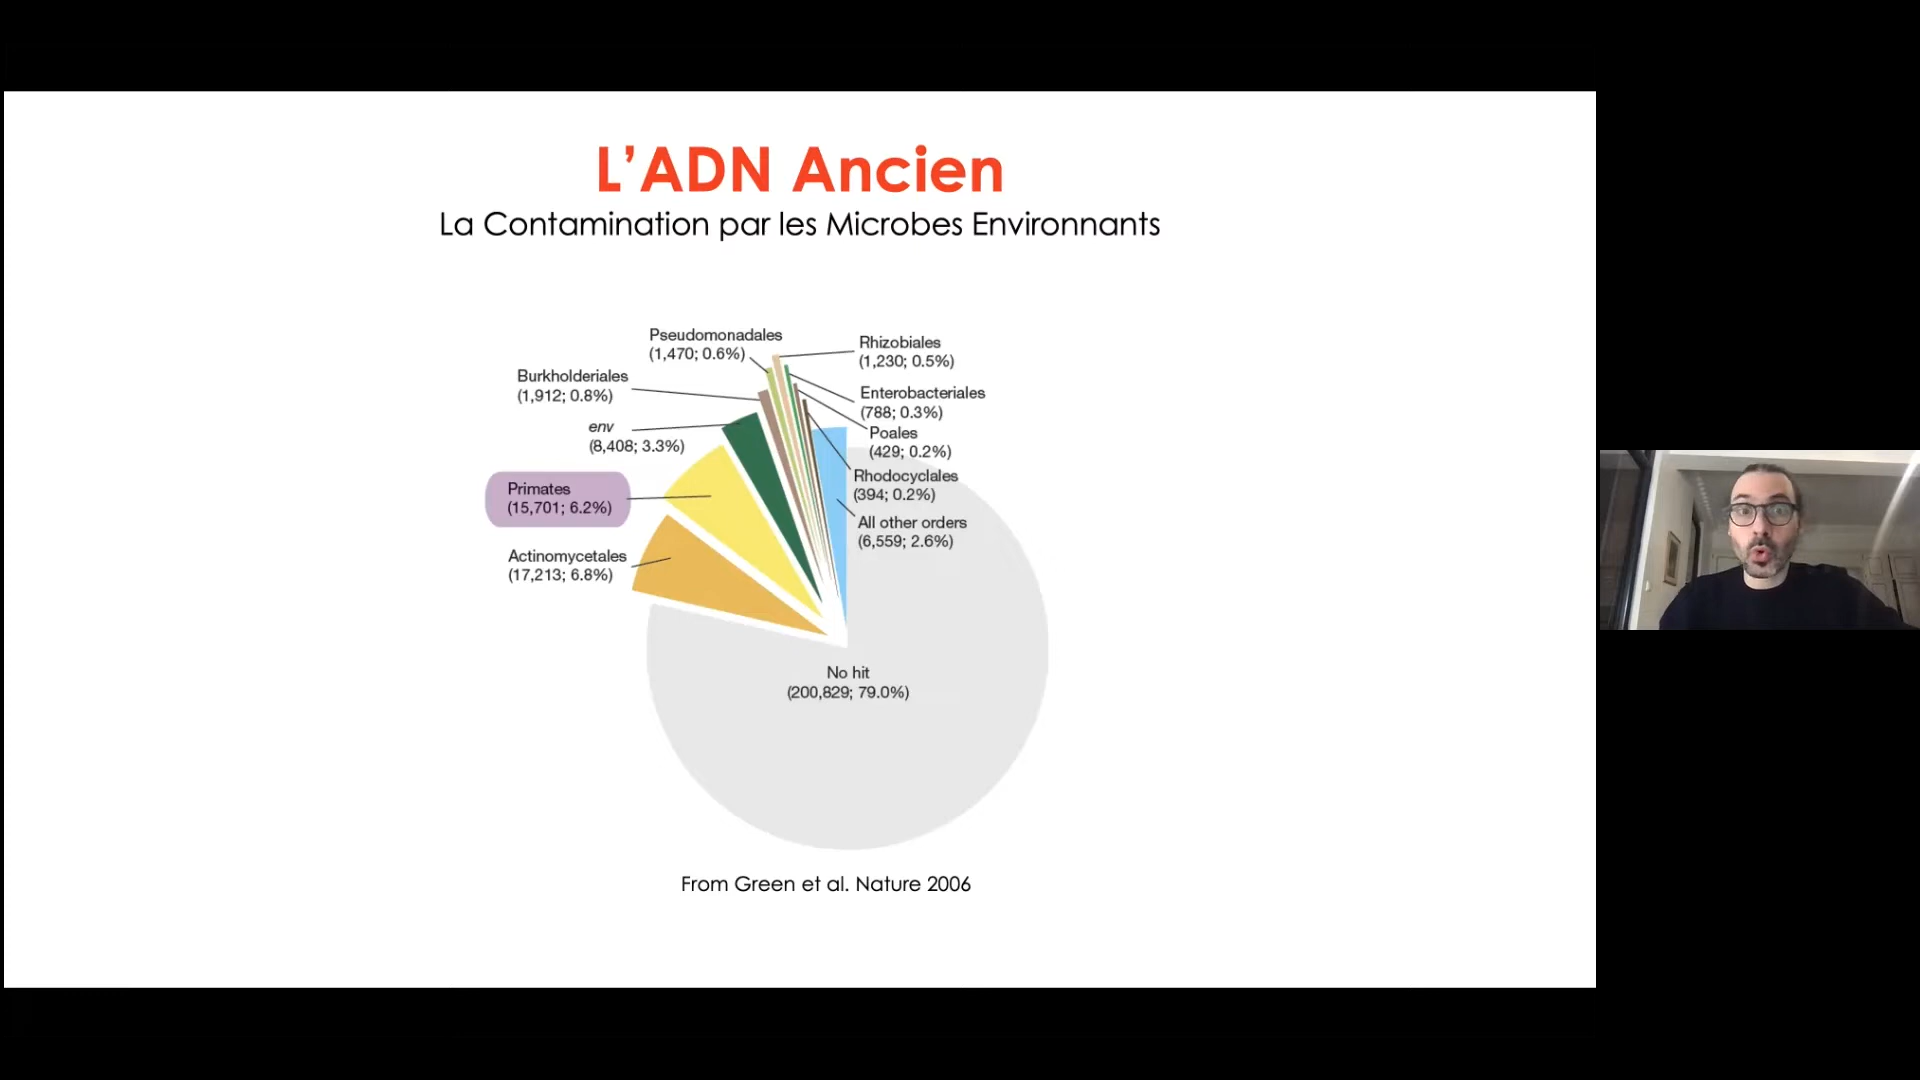 L’ADN Ancien
La Contamination par les Microbes Environnants
Pseudomonadales
(1,470; 0.6%)
Rhizobiales
(1,230; 0.5%)
Burkholderiales
(1,912; 0.8%)
Enterobacteriales
(788; 0.3%)
env
(8,408; 3.3%)
Poales
(429; 0.2%)
Primates
(15,701; 6.2%)
Rhodocyclales
(394; 0.2%)
Actinomycetales
(17,213; 6.8%)
All other orders
(6,559; 2.6%)
No hit
(200,829; 79.0%)
From Green et al. Nature 2006